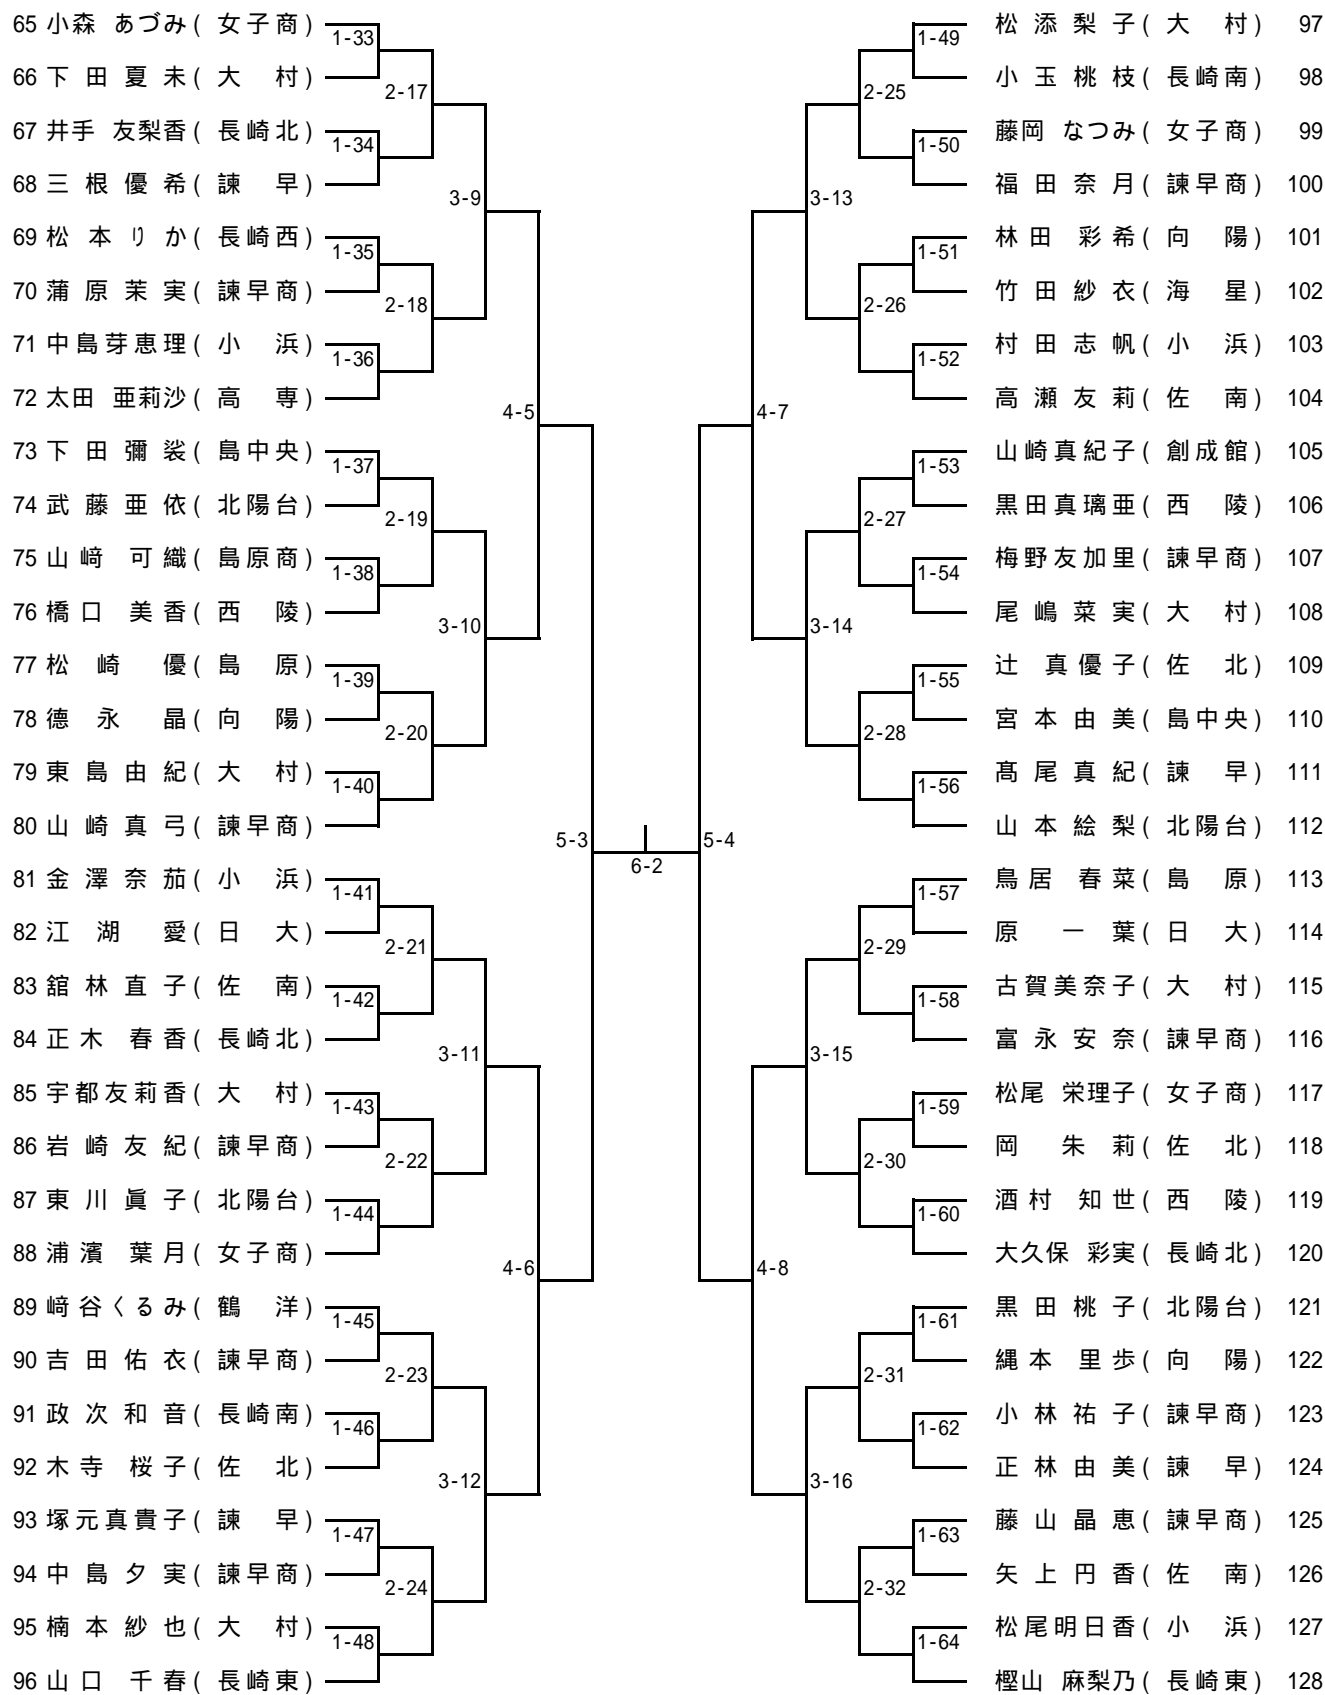 65 小森 あづみ( 女子商)
66 下田夏未( 大 村)
67 井手 友梨香( 長崎北)
68 三根優希( 諫 早)
69 松本りか( 長崎西)
70 蒲原茉実( 諫早商)
71 中島芽恵理( 小 浜)
72 太田 亜莉沙( 高 専)
73 下田彌裟( 島中央)
74 武藤亜依( 北陽台)
75 山﨑 可織( 島原商)
76 橋口 美香( 西 陵)
77 松崎 優( 島 原)
78 德永 晶( 向 陽)
79 東島由紀( 大 村)
80 山崎真弓( 諫早商)
81 金澤奈茄( 小 浜)
82 江湖 愛( 日 大)
83 舘林直子( 佐 南)
84 正木 春香( 長崎北)
85 宇都友莉香( 大 村)
86 岩崎友紀( 諫早商)
87 東川眞子( 北陽台)
88 浦濱 葉月( 女子商)
89 﨑谷くるみ( 鶴 洋)
90 吉田佑衣( 諫早商)
91 政次和音( 長崎南)
92 木寺 桜子( 佐 北)
93 塚元真貴子( 諫 早)
94 中島夕実( 諫早商)
95 楠本紗也( 大 村)
96 山口 千春( 長崎東)
1-33
1-34
1-35
1-36
1-37
1-38
1-39
1-40
1-41
1-42
1-43
1-44
1-45
1-46
1-47
1-48
2-17
2-18
2-19
2-20
2-21
2-22
2-23
2-24
3-9
3-10
3-11
3-12
4-5
4-6
5-3
6-2
5-4
4-7
4-8
3-13
3-14
3-15
3-16
2-25
2-26
2-27
2-28
2-29
2-30
2-31
2-32
1-49
1-50
1-51
1-52
1-53
1-54
1-55
1-56
1-57
1-58
1-59
1-60
1-61
1-62
1-63
1-64
松添梨子( 大 村) 97
小玉桃枝( 長崎南) 98
藤岡 なつみ( 女子商) 99
福田奈月( 諫早商) 100
林田 彩希( 向 陽) 101
竹田紗衣( 海 星) 102
村田志帆( 小 浜) 103
高瀬友莉( 佐 南) 104
山崎真紀子( 創成館) 105
黒田真璃亜( 西 陵) 106
梅野友加里( 諫早商) 107
尾嶋菜実( 大 村) 108
辻 真優子( 佐 北) 109
宮本由美( 島中央) 110
髙尾真紀( 諫 早) 111
山本絵梨( 北陽台) 112
鳥居 春菜( 島 原) 113
原 一葉( 日 大) 114
古賀美奈子( 大 村) 115
富永安奈( 諫早商) 116
松尾 栄理子( 女子商) 117
岡 朱莉( 佐 北) 118
酒村 知世( 西 陵) 119
大久保 彩実( 長崎北) 120
黒田桃子( 北陽台) 121
縄本 里歩( 向 陽) 122
小林祐子( 諫早商) 123
正林由美( 諫 早) 124
藤山晶恵( 諫早商) 125
矢上円香( 佐 南) 126
松尾明日香( 小 浜) 127
樫山 麻梨乃( 長崎東) 128